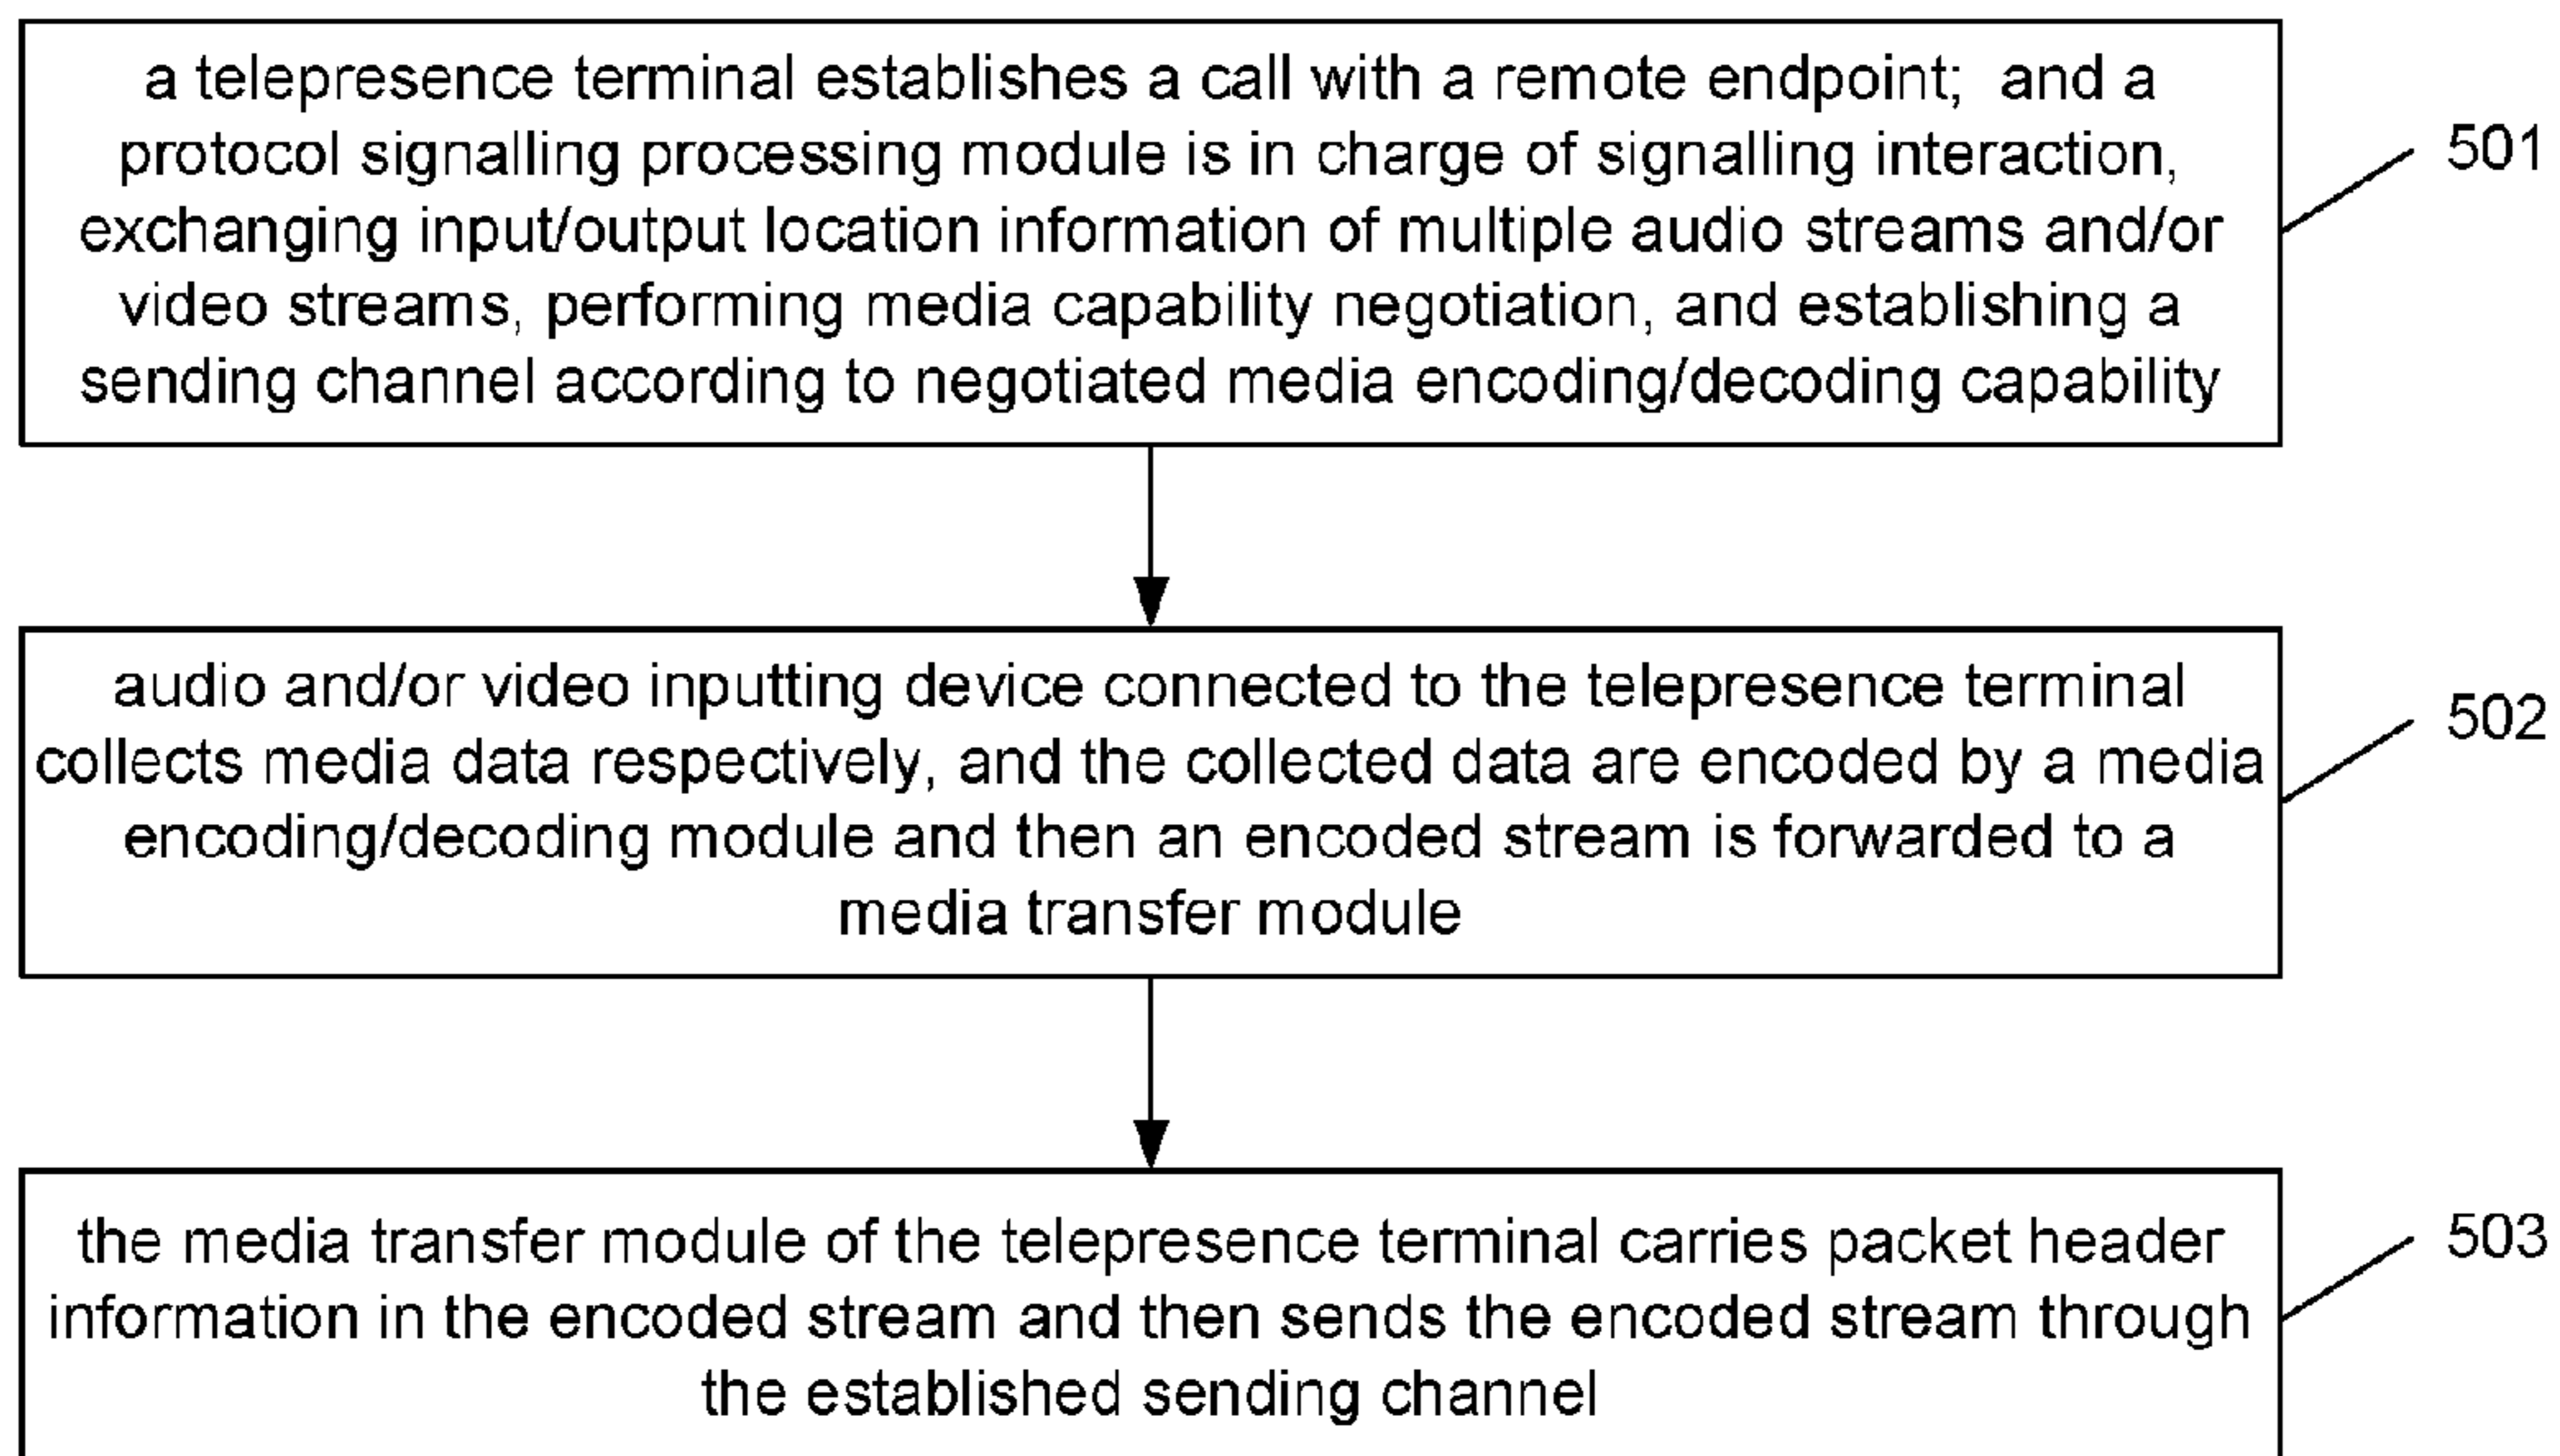 a telepresence terminal establishes a call with a remote endpoint; and a
protocol signalling processing module is in charge of signalling interaction,
exchanging input/output location information of multiple audio streams and/or
video streams, performing media capability negotiation, and establishing a
sending channel according to negotiated media encoding/decoding capability
501
audio and/or video inputting device connected to the telepresence terminal
collects media data respectively, and the collected data are encoded by a media
encoding/decoding module and then an encoded stream is forwarded to a
media transfer module
502
the media transfer module of the telepresence terminal carries packet header
information in the encoded stream and then sends the encoded stream through
the established sending channel
503